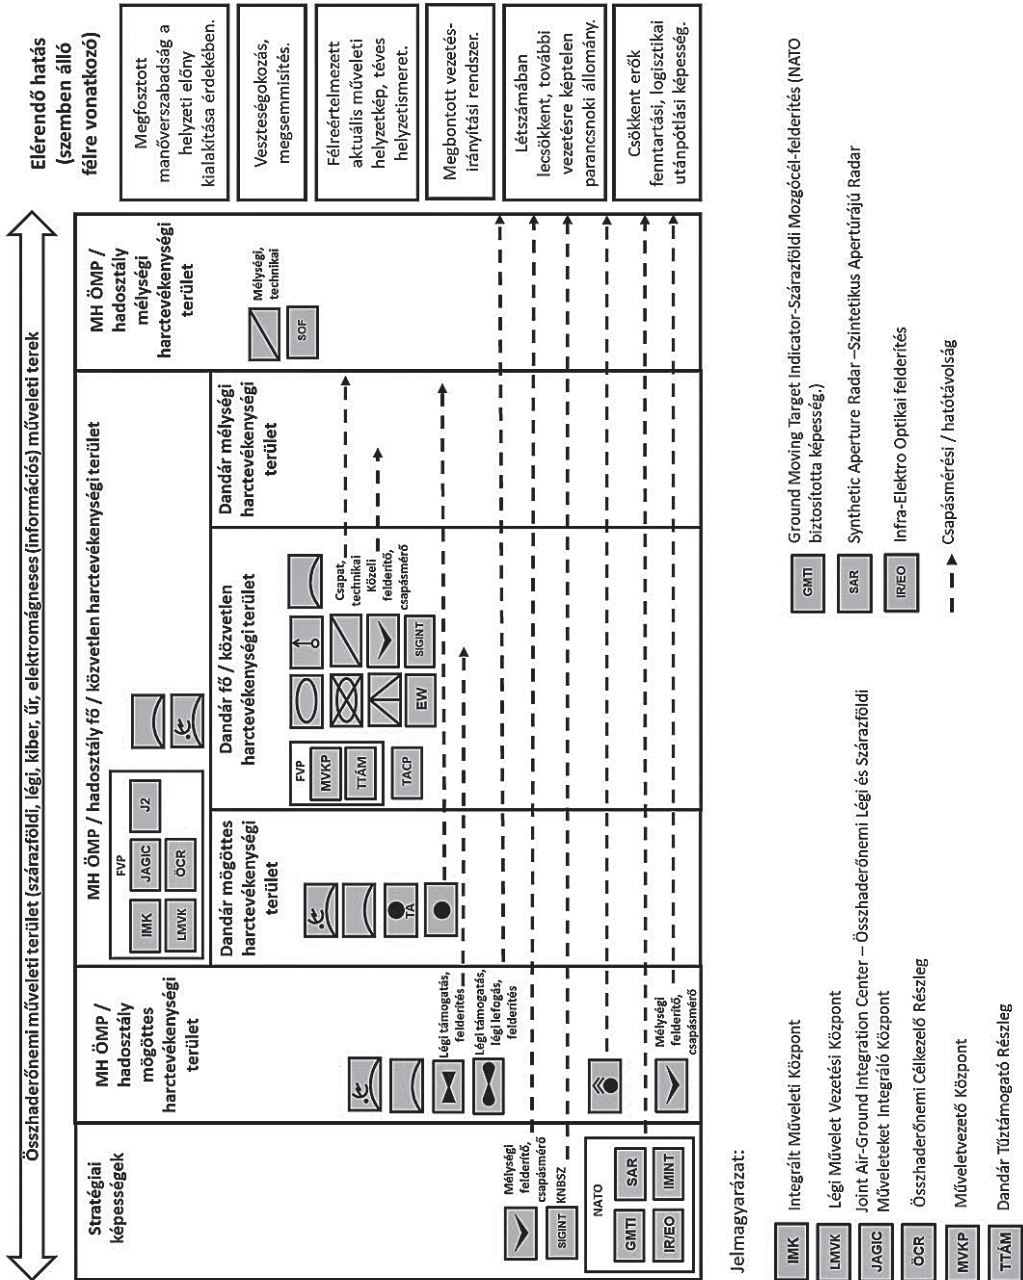 Összhaderőnemi műveleti terület (szárazföldi, légi, kiber, űr, elektromágneses (információs) műveleti terek
Elérendő hatás
(szemben álló
félre vonatkozó)
Stratégiai
képességek
MH ÖMP /
hadosztály
mögöttes
harctevékenységi
terület
MH ÖMP / hadosztály fő / közvetlen harctevékenységi terület
MH ÖMP /
hadosztály
mélységi
harctevékenységi
terület
FVP
IMK
JAGIC
J2
LMVK
ÖCR
Dandár mögöttes
harctevékenységi
terület
Dandár fő / közvetlen
harctevékenységi terület
Dandár mélységi
harctevékenységi
terület
Mélységi
felderítő,
csapásmérő
SIGINT
KNBSZ
NATO
GMTI
SAR
IR/EO
IMINT
Légi támogatás,
felderítés
Légi támogatás,
légi lefogás,
felderítés
Mélységi
felderítő,
csapásmérő
TA
FVP
MVKP
TTÁM
TACP
EW
SIGINT
Csapat,
technikai
Közeli
felderítő,
csapásmérő
Mélységi,
technikai
SOF
Megfosztott
manőverszabadság a
helyzeti előny
kialakítása érdekében.
Veszteségokozás,
megsemmisítés.
Félreértelmezett
aktuális műveleti
helyzetkép, téves
helyzetismeret.
Megbontott vezetés-
irányítási rendszer.
Létszámában
lecsökkent, további
vezetésre képtelen
parancsnoki állomány.
Csökkent erők
fenntartási, logisztikai
utánpótlási képesség.
Jelmagyarázat:
IMK
Integrált Műveleti Központ
LMVK
Légi Művelet Vezetési Központ
JAGIC
Joint Air-Ground Integration Center – Összhaderőnemi Légi és Szárazföldi
Műveleteket Integráló Központ
ÖCR
Összhaderőnemi Célkezelő Részleg
MVKP
Műveletvezető Központ
TTÁM
Dandár Tűztámogató Részleg
GMTI
Ground Moving Target Indicator-Szárazföldi Mozgócél-felderítés (NATO
biztosította képesség.)
SAR
Synthetic Aperture Radar –Szintetikus Apertúrájú Radar
IR/EO
Infra-Elektro Optikai felderítés
Csapásmérési / hatótávolság